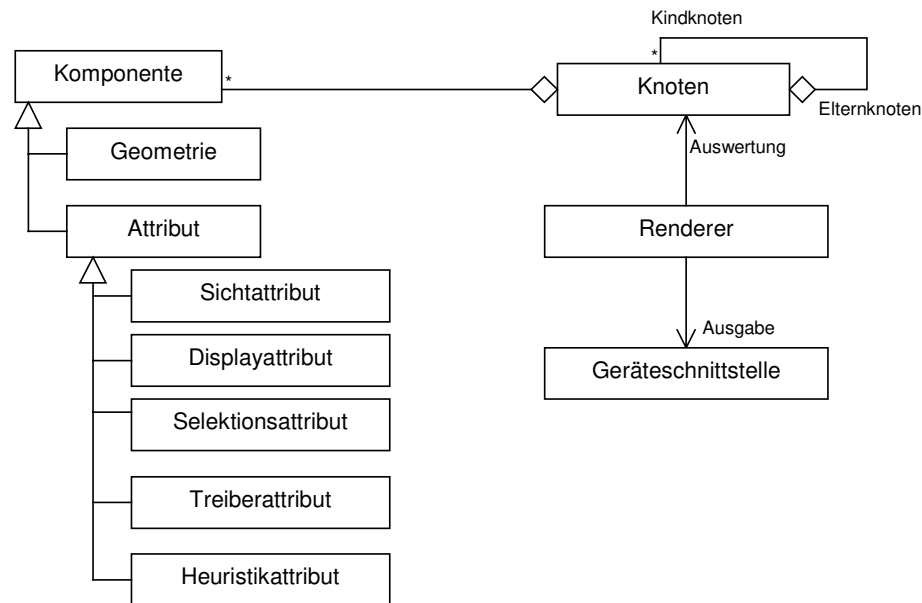 Kindknoten
Komponente
*
*
Knoten
Elternknoten
Geometrie
Auswertung
Attribut
Renderer
Sichtattribut
Ausgabe
Displayattribut
Geräteschnittstelle
Selektionsattribut
Treiberattribut
Heuristikattribut